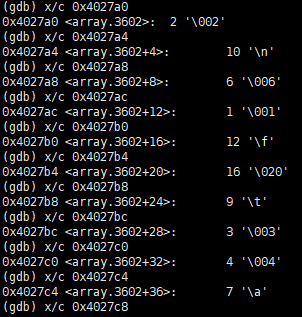 (gdb) x/c 0x4027a0
0x4027a0 <array.3602>:  2 '\002'
(gdb) x/c 0x4027a4
0x4027a4 <array.3602+4>:        10 '\n'
(gdb) x/c 0x4027a8
0x4027a8 <array.3602+8>:        6 '\006'
(gdb) x/c 0x4027ac
0x4027ac <array.3602+12>:       1 '\001'
(gdb) x/c 0x4027b0
0x4027b0 <array.3602+16>:       12 '\f'
(gdb) x/c 0x4027b4
0x4027b4 <array.3602+20>:       16 '\020'
(gdb) x/c 0x4027b8
0x4027b8 <array.3602+24>:       9 '\t'
(gdb) x/c 0x4027bc
0x4027bc <array.3602+28>:       3 '\003'
(gdb) x/c 0x4027c0
0x4027c0 <array.3602+32>:       4 '\004'
(gdb) x/c 0x4027c4
0x4027c4 <array.3602+36>:       7 '\a'
(gdb) x/c 0x4027c8